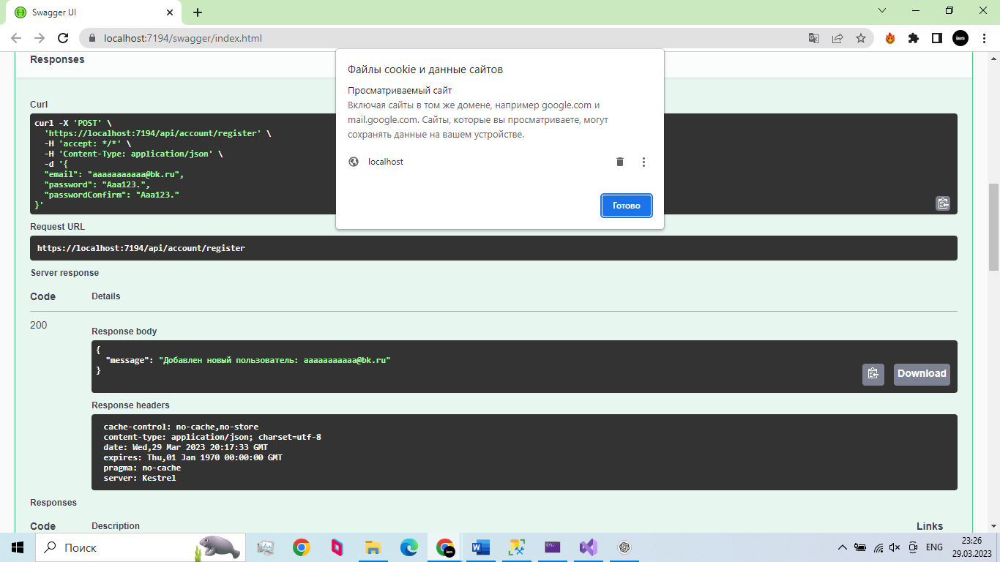 Swagger UI
localhost:7194/swagger/index.html
Responses
Файлы cookie и данные сайтов
Просматриваемый сайт
Включая сайты в том же домене, например google.com и
mail.google.com. Сайты, которые вы просматриваете, могут
сохранять данные на вашем устройстве.
localhost
Готово
Curl
curl -X 'POST' \
'https://localhost:7194/api/account/register' \
-H 'accept: */*' \
-H 'Content-Type: application/json' \
-d '{
"email": "aaaaaaaaaaa@bk.ru",
"password": "Aaa123.",
"passwordConfirm": "Aaa123."
}'
Request URL
https://localhost:7194/api/account/register
Server response
Code Details
200
Response body
{
"message": "Добавлен новый пользователь: aaaaaaaaaaa@bk.ru"
}
Download
Response headers
cache-control: no-cache,no-store
content-type: application/json; charset=utf-8
date: Wed,29 Mar 2023 20:17:33 GMT
expires: Thu,01 Jan 1970 00:00:00 GMT
pragma: no-cache
server: Kestrel
Responses
Code Description Links
Поиск
ENG
23:26
29.03.2023